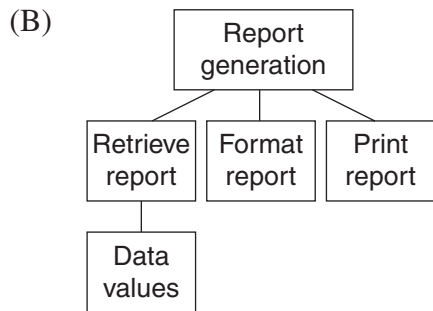 (B)
Report
generation
Retrieve
report
Format
report
Print
report
Data
values